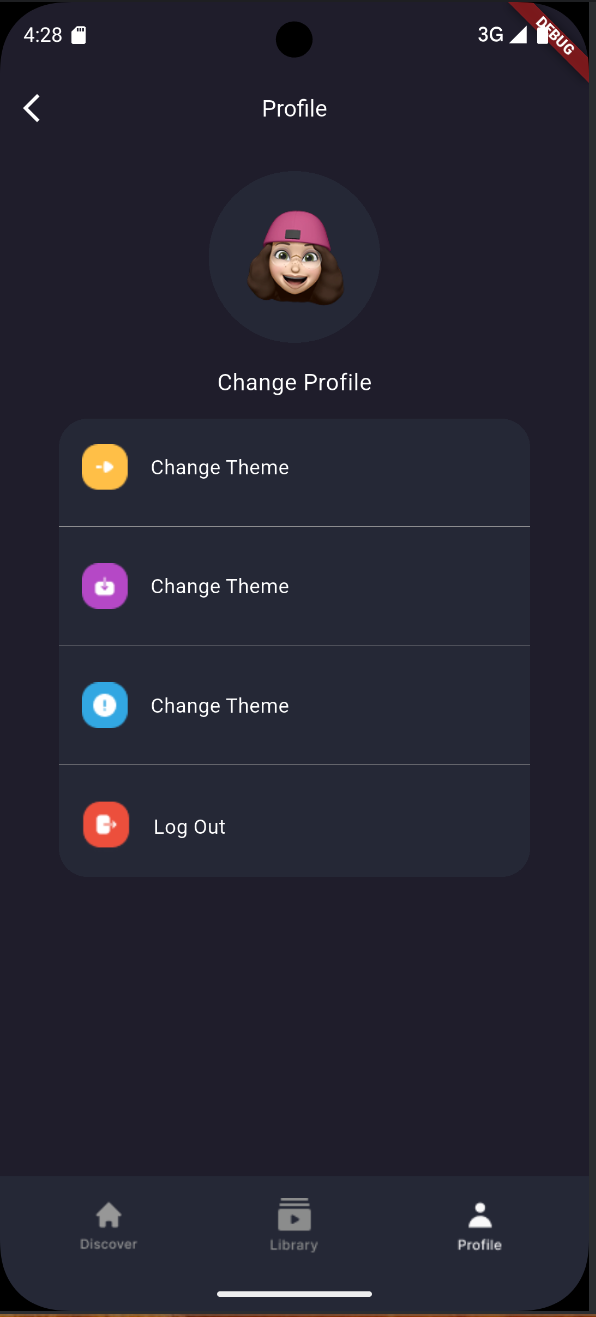 4:28
3G
DEBUG
Profile
Change Profile
Change Theme
Change Theme
Change Theme
Log Out
Discover
Library
Profile